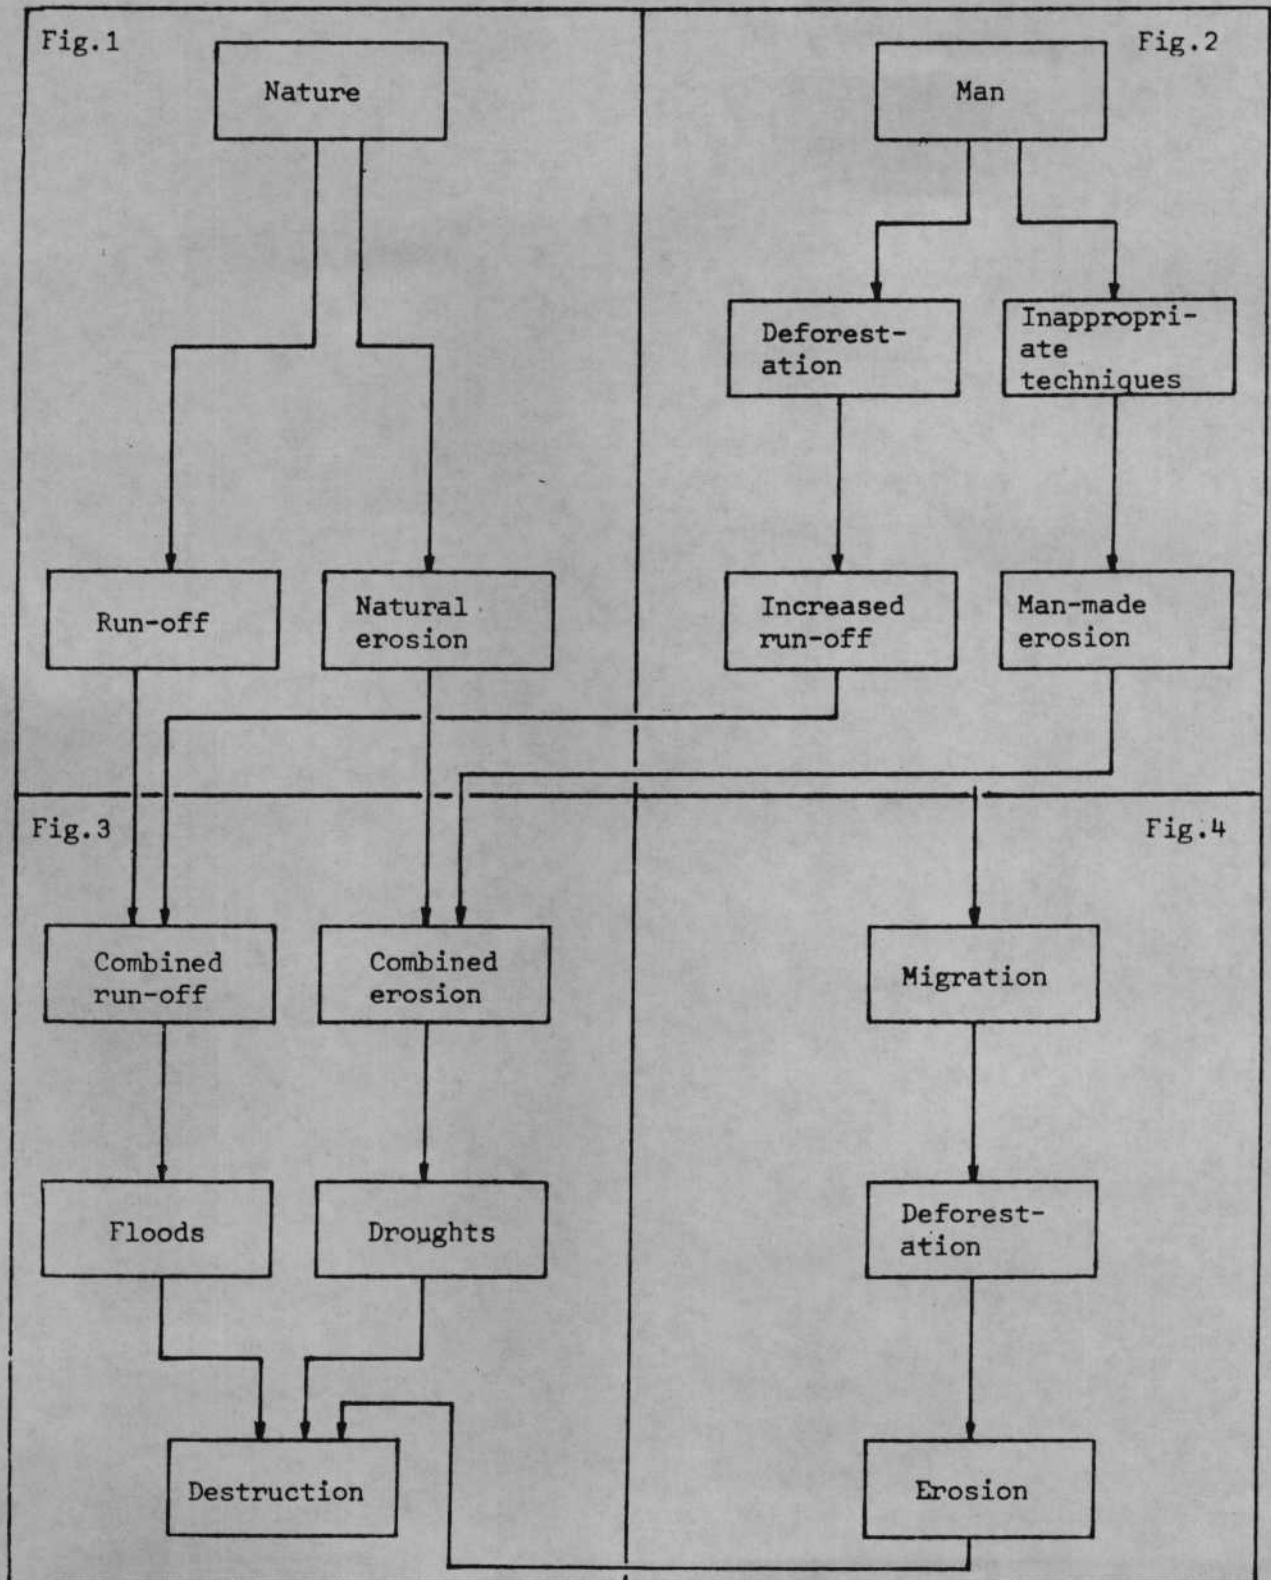 Fig.1
Nature
Run-off
Natural
erosion
Fig.2
Man
Deforest-
ation
Inappropri-
ate
techniques
Increased
run-off
Man-made
erosion
Fig.3
Combined
run-off
Combined
erosion
Floods
Droughts
Destruction
Fig.4
Migration
Deforest-
ation
Erosion